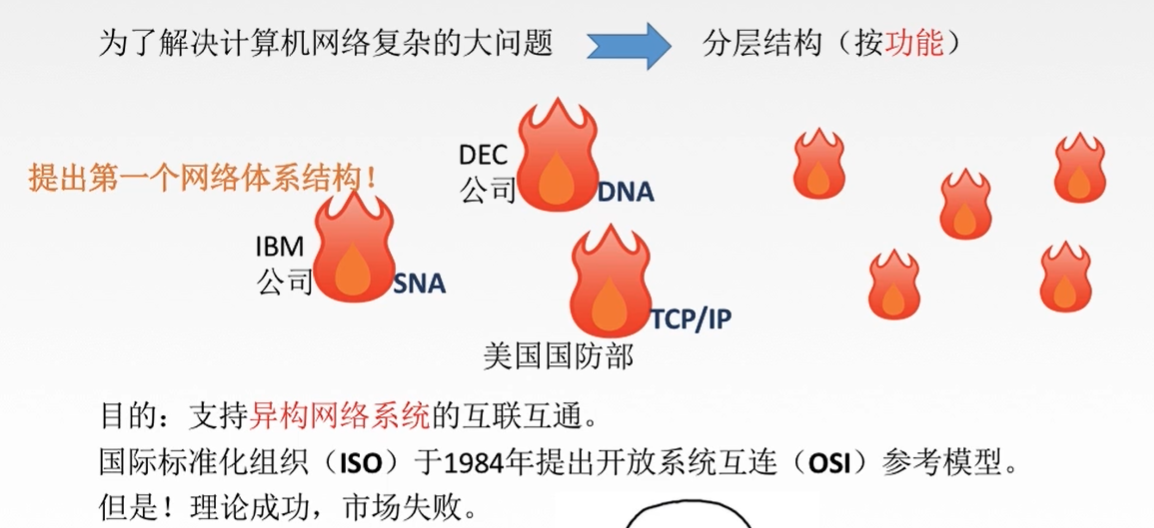 为了解决计算机网络复杂的大问题 分层结构（按功能）
提出第一个网络体系结构！
DEC
公司
DNA
IBM
公司
SNA
TCP/IP
美国国防部
目的：支持异构网络系统的互联互通。
国际标准化组织（ISO）于1984年提出开放系统互连（OSI）参考模型。
但是！理论成功，市场失败。